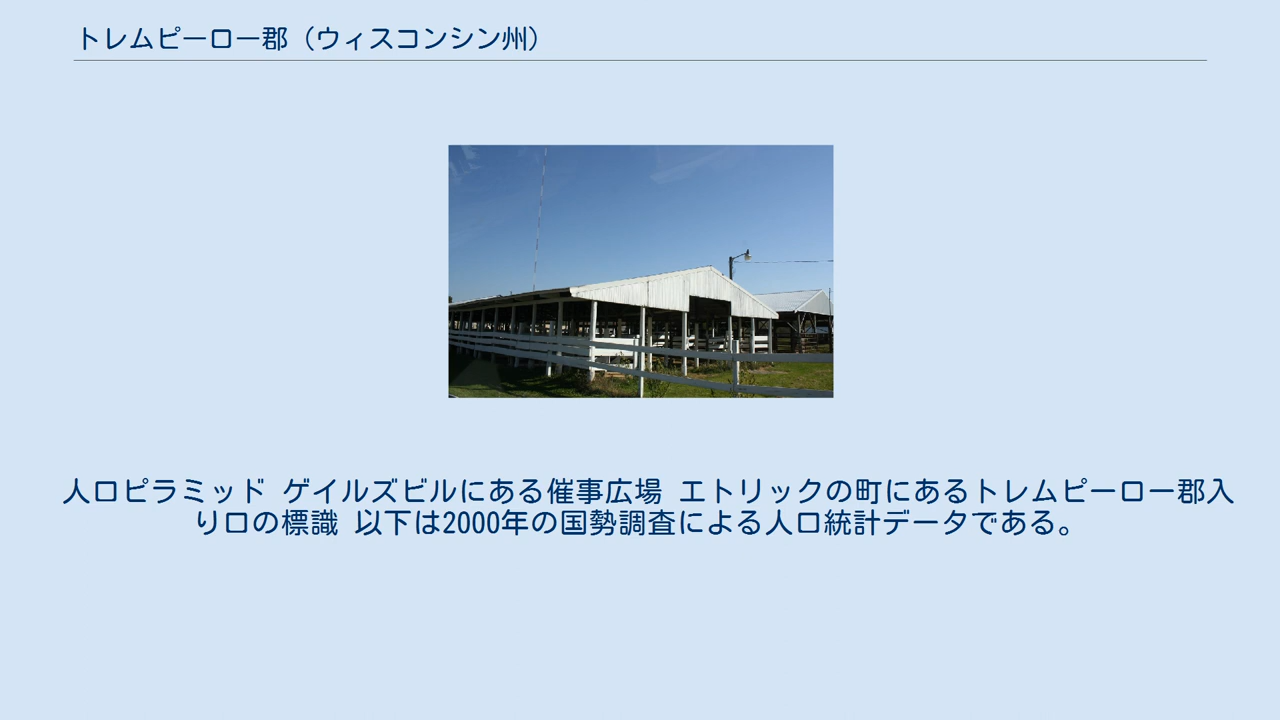 トレムピーロー郡（ウィスコンシン州）
人口ピラミッド ゲイルズビルにある催事広場 エトリックの町にあるトレムピーロー郡入
り口の標識 以下は2000年の国勢調査による人口統計データである。